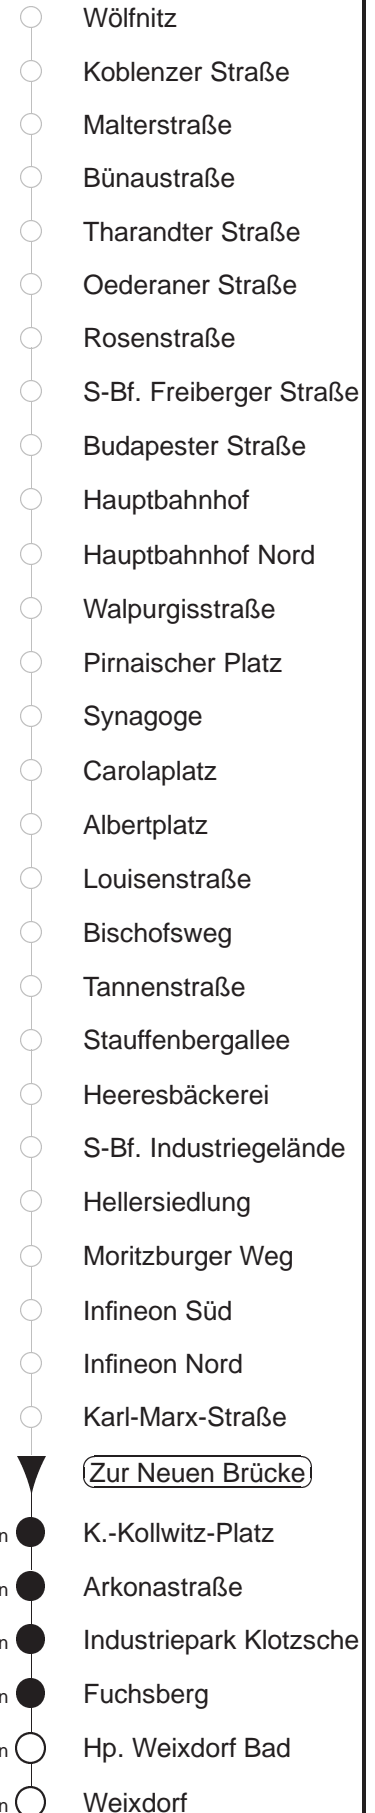 Wölfnitz
Koblenzer Straße
Malterstraße
Bünaustraße
Tharandter Straße
Oederaner Straße
Rosenstraße
S-Bf. Freiberger Straße
Budapester Straße
Hauptbahnhof
Hauptbahnhof Nord
Walpurgisstraße
Pirnaischer Platz
Synagoge
Carolaplatz
Albertplatz
Louisenstraße
Bischofsweg
Tannenstraße
Stauffenbergallee
Heeresbäckerei
S-Bf. Industriegelände
Hellersiedlung
Moritzburger Weg
Infineon Süd
Infineon Nord
Karl-Marx-Straße
Zur Neuen Brücke
n K.-Kollwitz-Platz
n Arkonastraße
n Industriepark Klotzsche
n Fuchsberg
n Hp. Weixdorf Bad
n Weixdorf